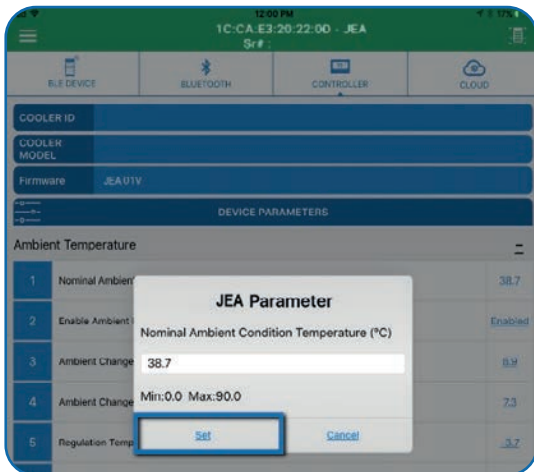 12:00 PM
17%
1C:CA:E3:20:22:0D - JEA
Sr# :
BLE DEVICE
BLUETOOTH
CONTROLLER
CLOUD
COOLER ID
COOLER MODEL
Firmware JEA01V
DEVICE PARAMETERS
Ambient Temperature
1 Nominal Ambien 38.7
2 Enable Ambient Enabled
3 Ambient Change 8.9
4 Ambient Change 7.3
5 Regulation Temp -3.7
JEA Parameter
Nominal Ambient Condition Temperature (°C)
38.7
Min:0.0 Max:90.0
Set
Cancel